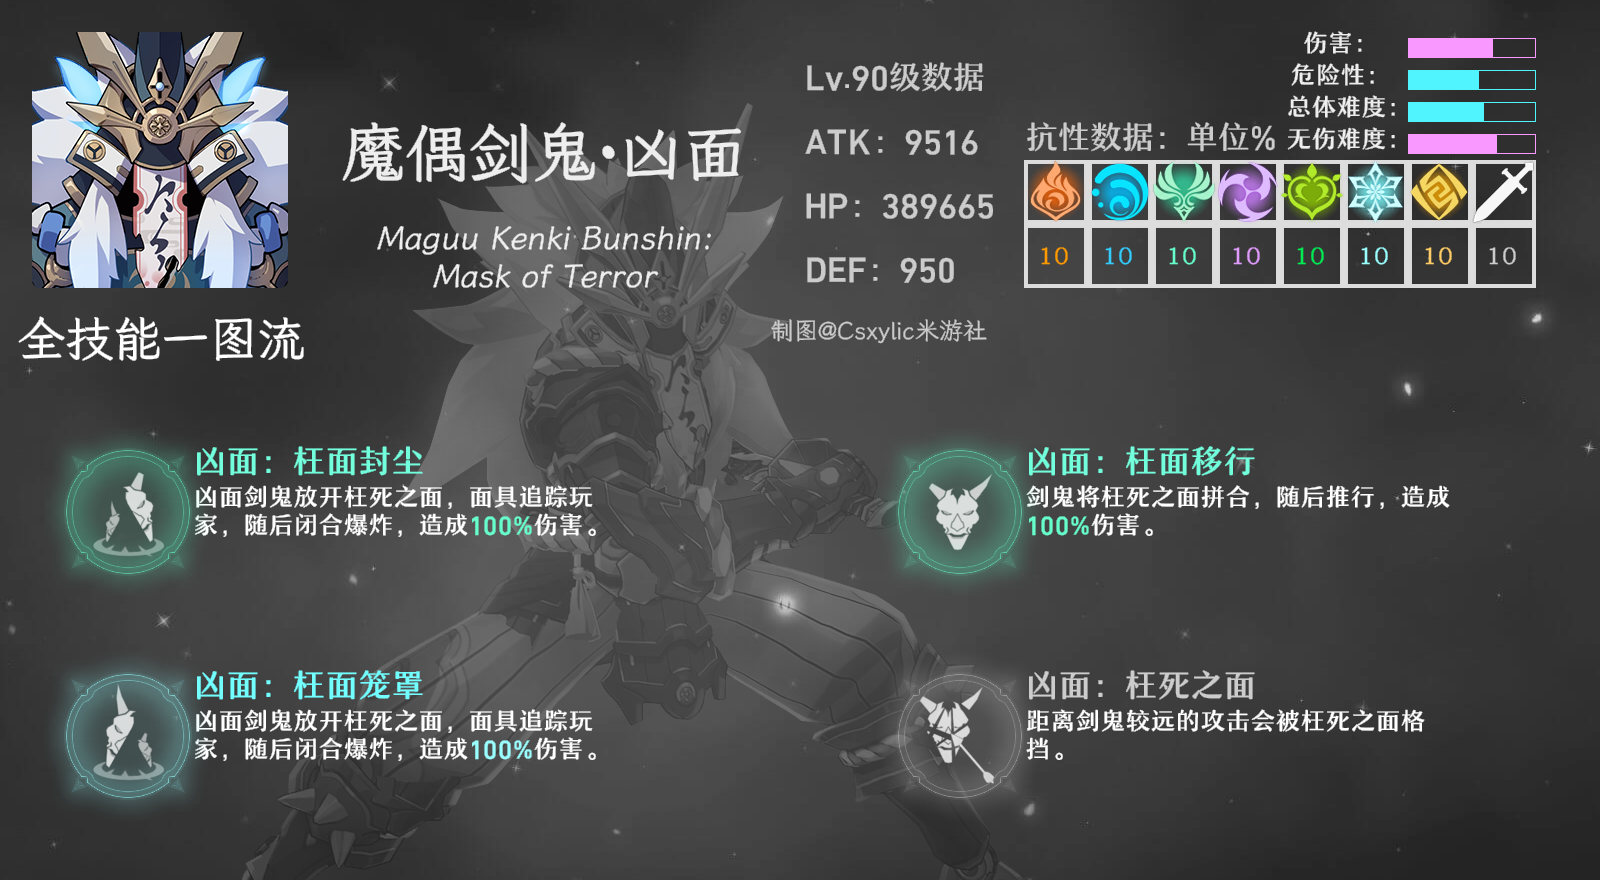 魔偶剑鬼·凶面
Maguu Kenki Bunshin:
Mask of Terror
全技能一图流
Lv.90级数据
ATK：9516
HP：389665
DEF：950
制图@Csxylic米游社
伤害：
危险性：
总体难度：
无伤难度：
抗性数据：单位%
10 10 10 10 10 10 10 10
凶面：枉面封尘
凶面剑鬼放开枉死之面，面具追踪玩
家，随后闭合爆炸，造成100%伤害。
凶面：枉面移行
剑鬼将枉死之面拼合，随后推行，造成
100%伤害。
凶面：枉面笼罩
凶面剑鬼放开枉死之面，面具追踪玩
家，随后闭合爆炸，造成100%伤害。
凶面：枉死之面
距离剑鬼较远的攻击会被枉死之面格
挡。